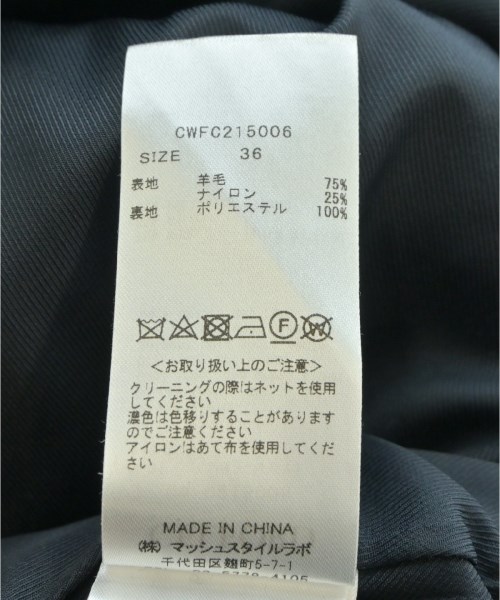 CWFC215006
SIZE 36
表地 羊毛 75%
ナイロン 25%
裏地 ポリエステル 100%
F W
<お取り扱い上のご注意>
クリーニングの際はネットを使用
してください
濃色は色移りすることがあります
のでご注意ください
アイロンはあて布を使用してくだ
さい
MADE IN CHINA
(株) マッシュスタイルラボ
千代田区麹町5-7-1